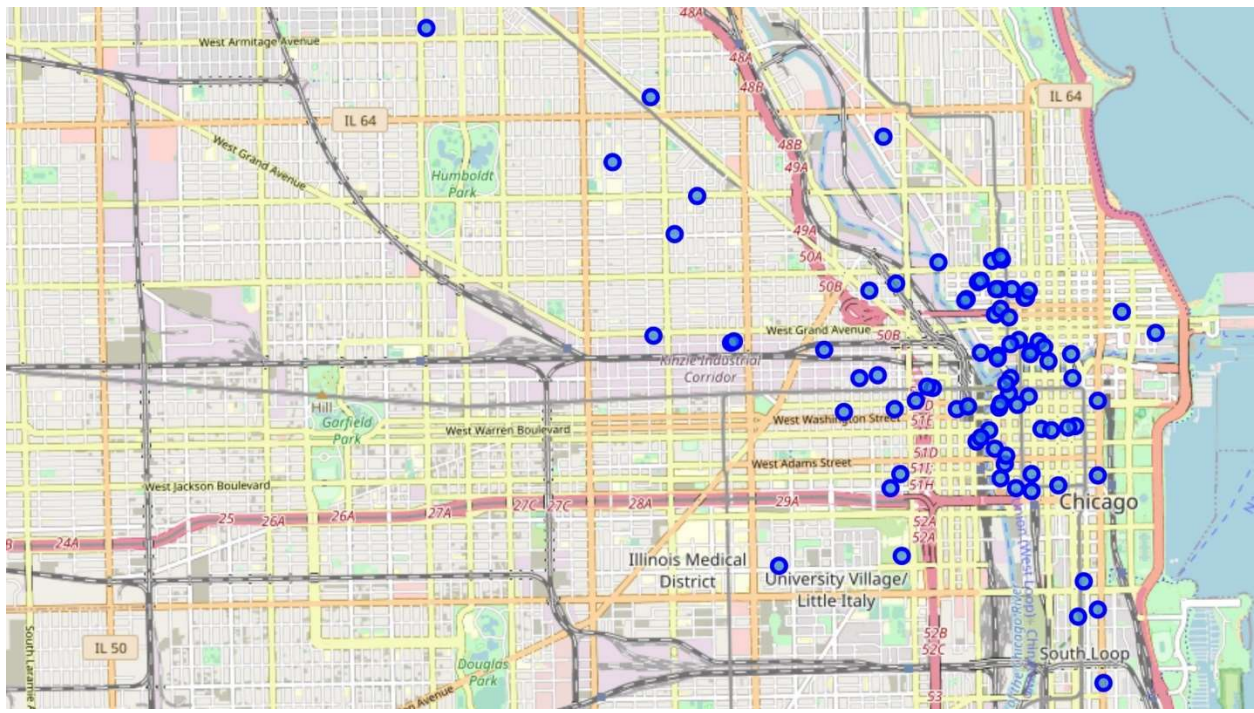 48A
West Armitage Avenue
48A
48B
IL 64
IL 64
48B
49A
West Grand Avenue
Humboldt
Park
49A
50A
50B
West Grand Avenue
50B
Kinzie Industrial
Corridor
Hill
Garfield
Park
West Washington Street
51E
West Warren Boulevard
51D
West Adams Street
51I
51H
West Jackson Boulevard
27C
27C
28A
29A
Chicago
25
26A
26A
27A
52A
52A
24A
Illinois Medical
District
University Village/
Little Italy
52B
52C
IL 50
South Loop
Douglas
Park
53